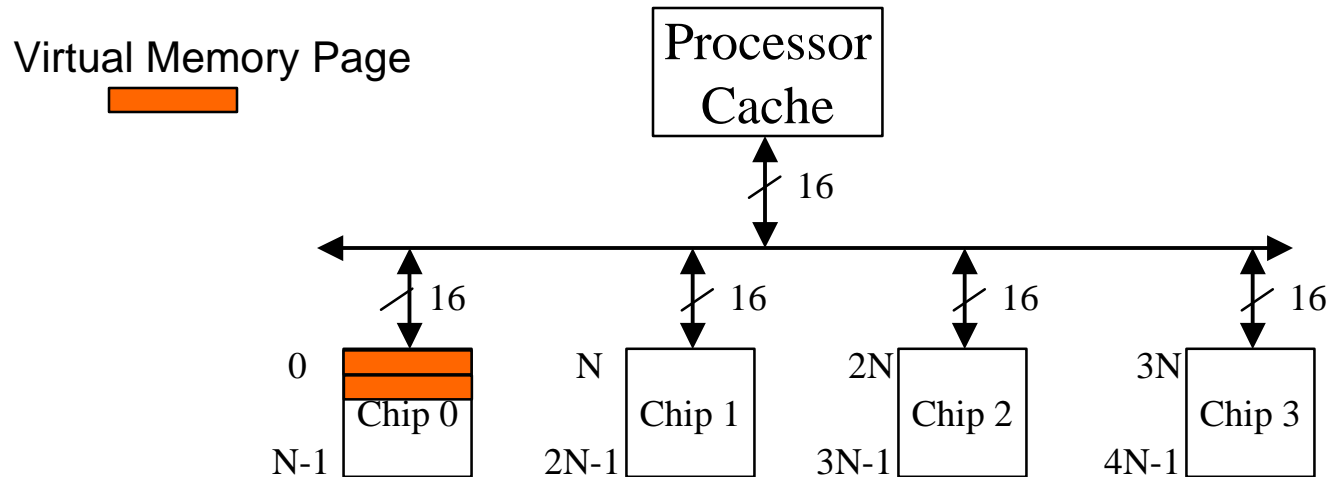 Virtual Memory Page
Processor
Cache
16
16
16
16
16
0
N
2N
3N
Chip 0
Chip 1
Chip 2
Chip 3
N-1
2N-1
3N-1
4N-1